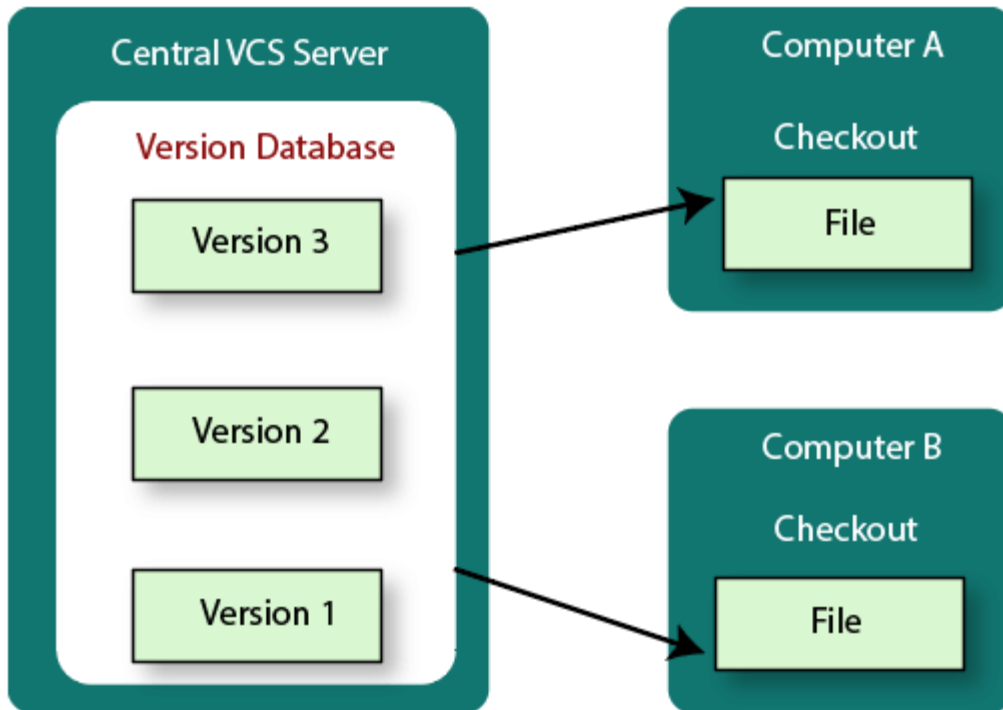 Central VCS Server
Version Database
Version 3
Version 2
Version 1
Computer A
Checkout
File
Computer B
Checkout
File